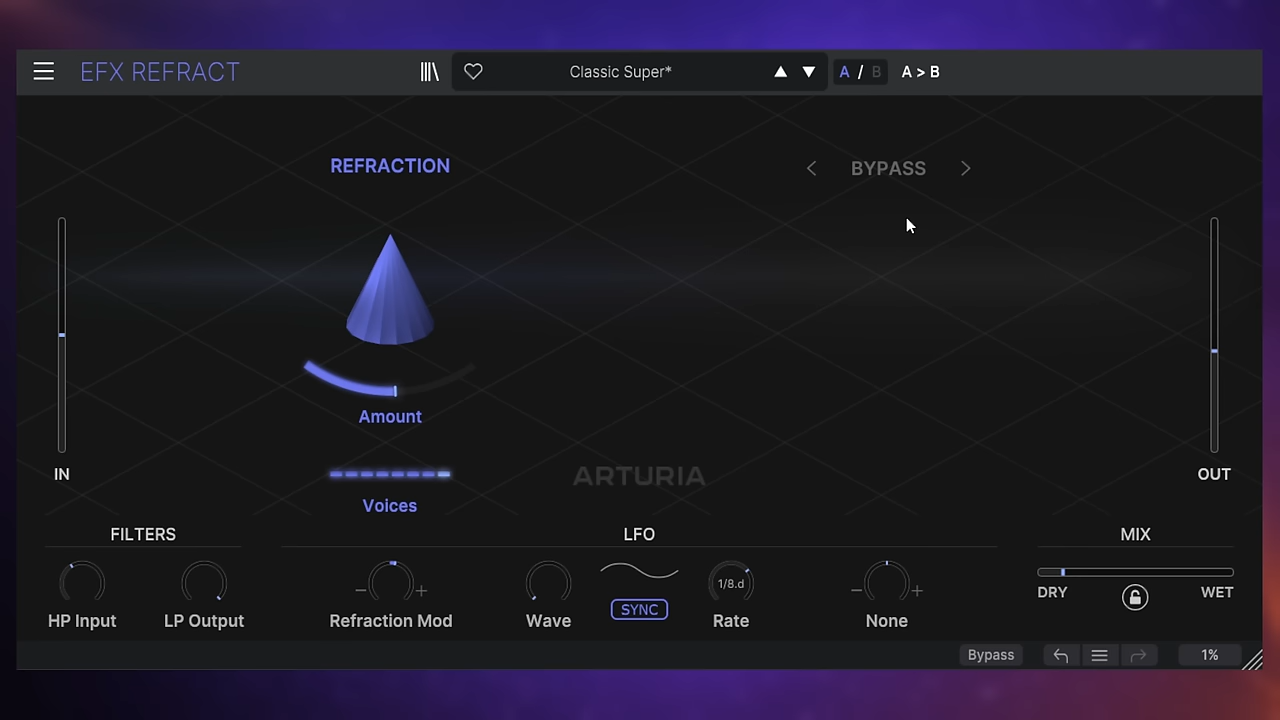 EFX REFRACT
Classic Super*
A / B
A > B
REFRACTION
BYPASS
Amount
Voices
IN
OUT
ARTURIA
FILTERS
LFO
MIX
1/8.d
SYNC
DRY
WET
HP Input
LP Output
Refraction Mod
Wave
Rate
None
Bypass
1%